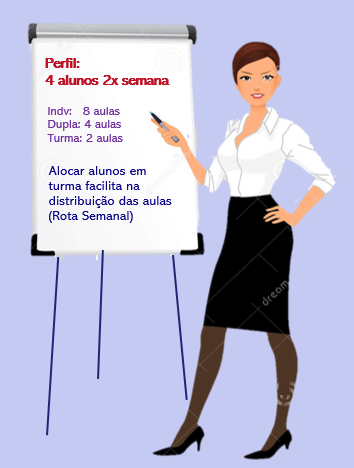 Perfil:
4 alunos 2x semana
Indv: 8 aulas
Dupla: 4 aulas
Turma: 2 aulas
Alocar alunos em
turma facilita na
distribuição das aulas
(Rota Semanal)
dream